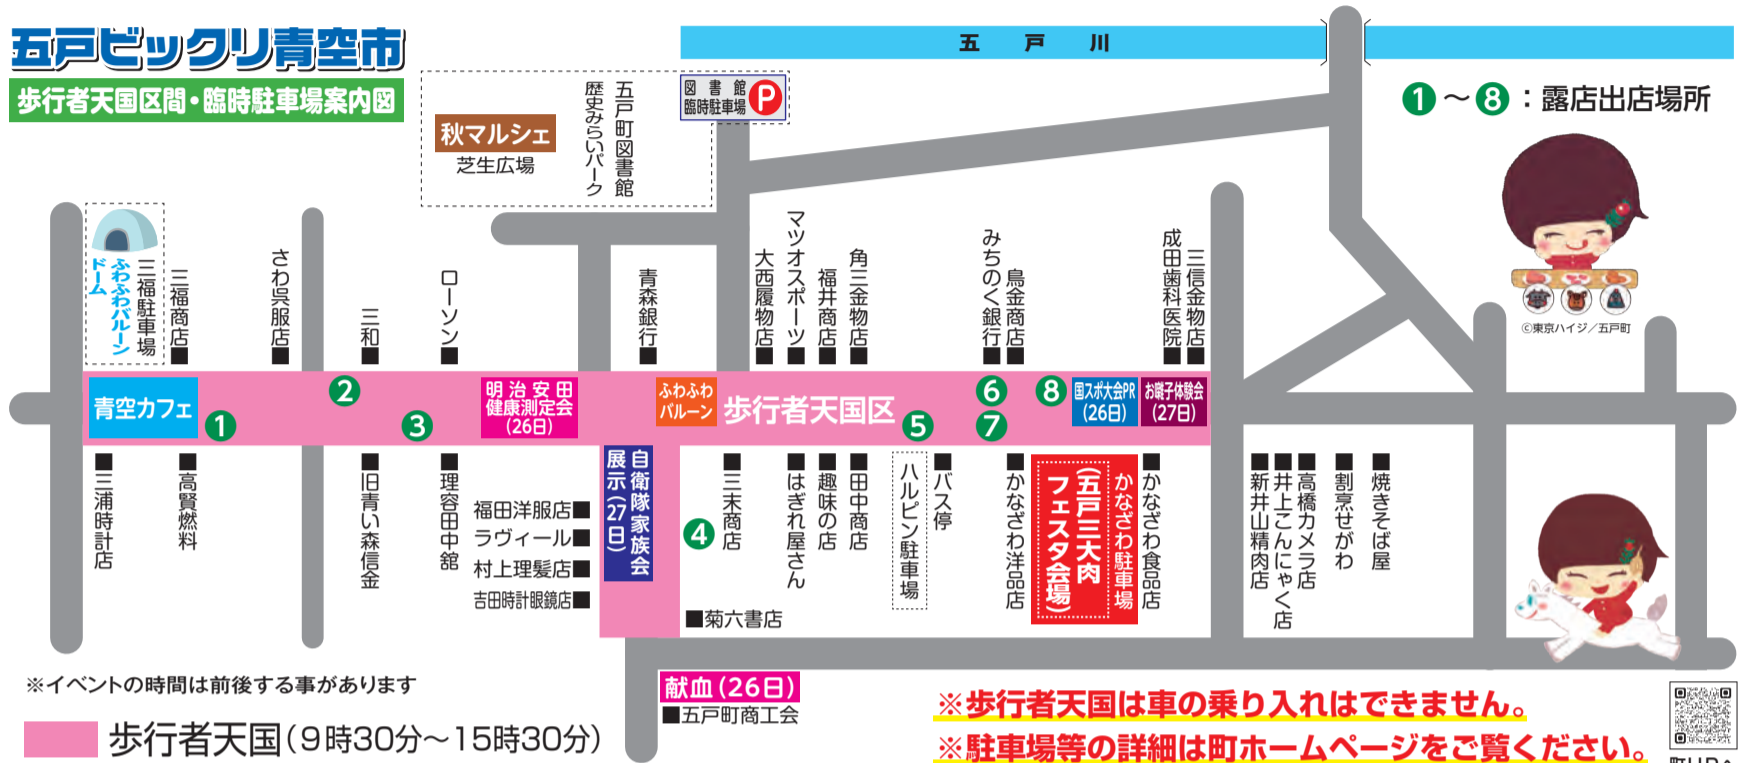 五戸ビックリ青空市
歩行者天国区間・臨時駐車場案内図
五戸川
1～8：露店出店場所
©東京ハイジ／五戸町
秋マルシェ
芝生広場
五戸町図書館
歴史みらいパーク
図書館
臨時駐車場
P
三福駐車場
ふわふわバルーン
ドーム
三福商店■
さわ呉服店■
三和■
ローソン■
青森銀行■
大西履物店■
マツオスポーツ■
福井商店■
角三金物店■
みちのく銀行■
鳥金商店■
成田歯科医院■
三信金物店■
青空カフェ
1
2
3
明治安田
健康測定会
(26日)
ふわふわ
バルーン
歩行者天国区
5
6
7
8
国スポ大会PR
(26日)
お囃子体験会
(27日)
■三浦時計店
■高賢燃料
■旧青い森信金
■理容田中舘
福田洋服店■
ラヴィール■
村上理髪店■
吉田時計眼鏡店■
自衛隊家族会
展示(27日)
4
■三末商店
■はぎれ屋さん
■趣味の店
■田中商店
ハルピン駐車場
■バス停
■かなざわ洋品店
かなざわ駐車場
(五戸三大肉
フェスタ会場)
■かなざわ食品店
■新井山精肉店
■井上こんにゃく店
■高橋カメラ店
■割烹せがわ
■焼きそば屋
■菊六書店
献血(26日)
■五戸町商工会
※イベントの時間は前後する事があります
歩行者天国(9時30分～15時30分)
※歩行者天国は車の乗り入れはできません。
※駐車場等の詳細は町ホームページをご覧ください。